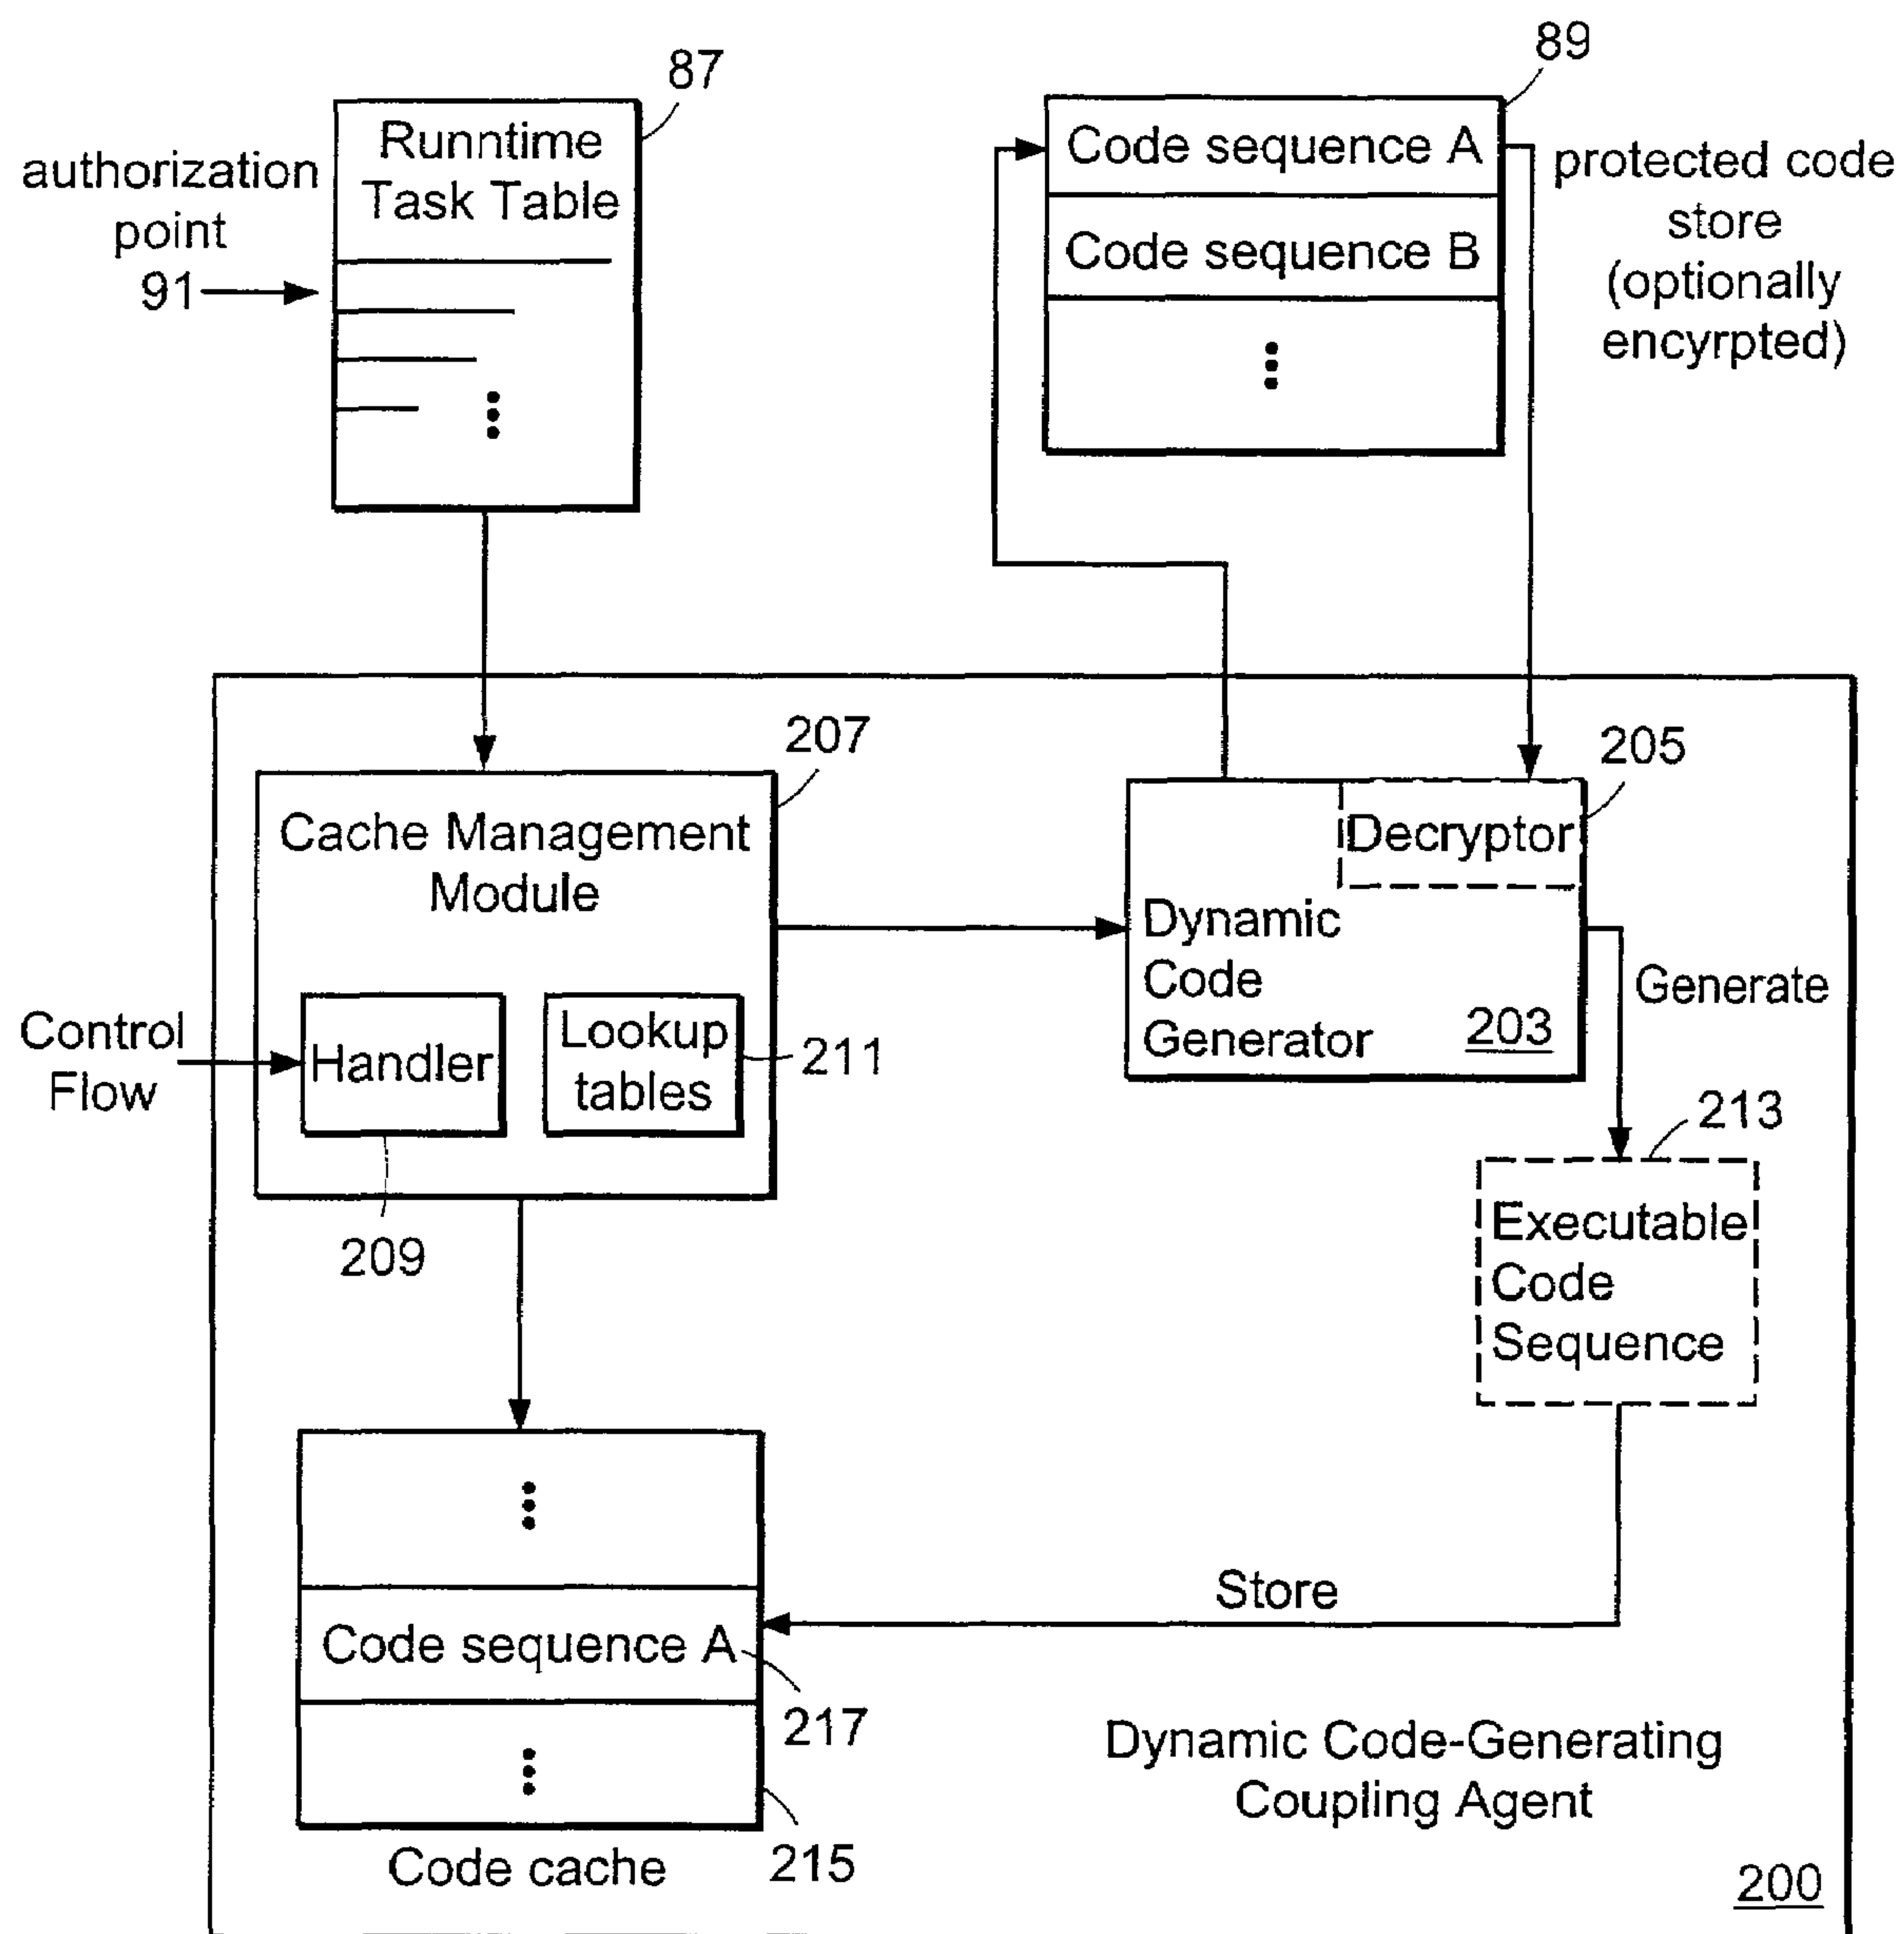 87
Runntime
Task Table
authorization
point
91
89
Code sequence A
Code sequence B
protected code
store
(optionally
encyrpted)
207
Cache Management
Module
Handler
Lookup
tables
211
209
Control
Flow
205
Decryptor
Dynamic
Code
Generator
203
Generate
213
Executable
Code
Sequence
Store
Code sequence A
217
215
Code cache
Dynamic Code-Generating
Coupling Agent
200